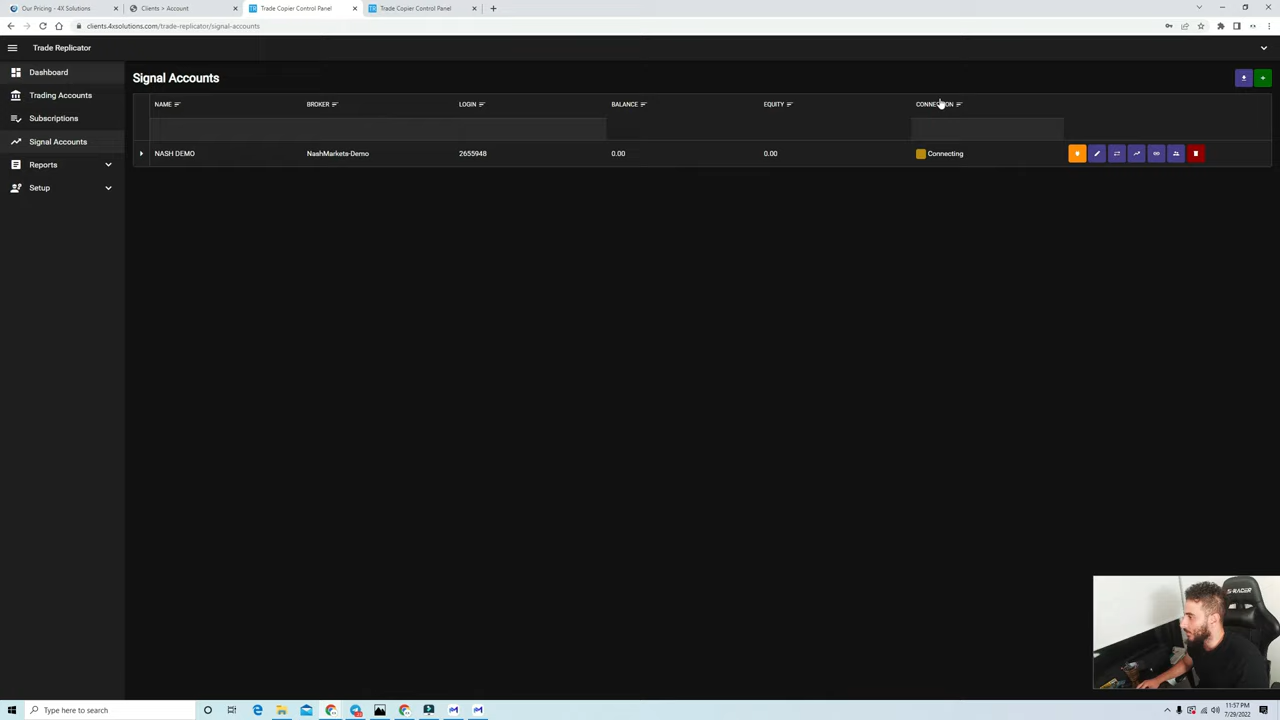 Our Pricing - 4X Solutions
Clients > Account
Trade Copier Control Panel
Trade Copier Control Panel
clients.4xsolutions.com/trade-replicator/signal-accounts
Trade Replicator
Dashboard
Trading Accounts
Subscriptions
Signal Accounts
Reports
Setup
Signal Accounts
NAME BROKER LOGIN BALANCE EQUITY CONNECTION
NASH DEMO NashMarkets-Demo 2655948 0.00 0.00 Connecting
S-RACER
Type here to search
11:57 PM
7/29/2022